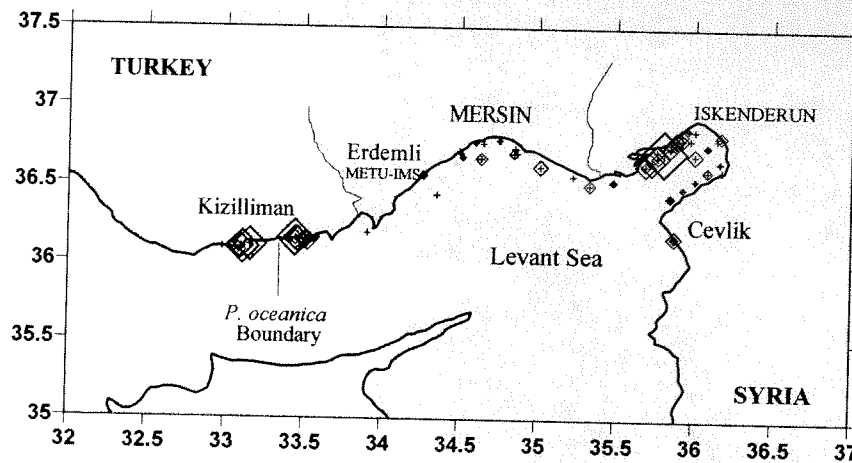 37.5
TURKEY
37
MERSIN
ISKENDERUN
Erdemli
METU-IMS
36.5
Kizilliman
Cevlik
36
Levant Sea
P. oceanica
Boundary
35.5
SYRIA
35
32 32.5 33 33.5 34 34.5 35 35.5 36 36.5 37